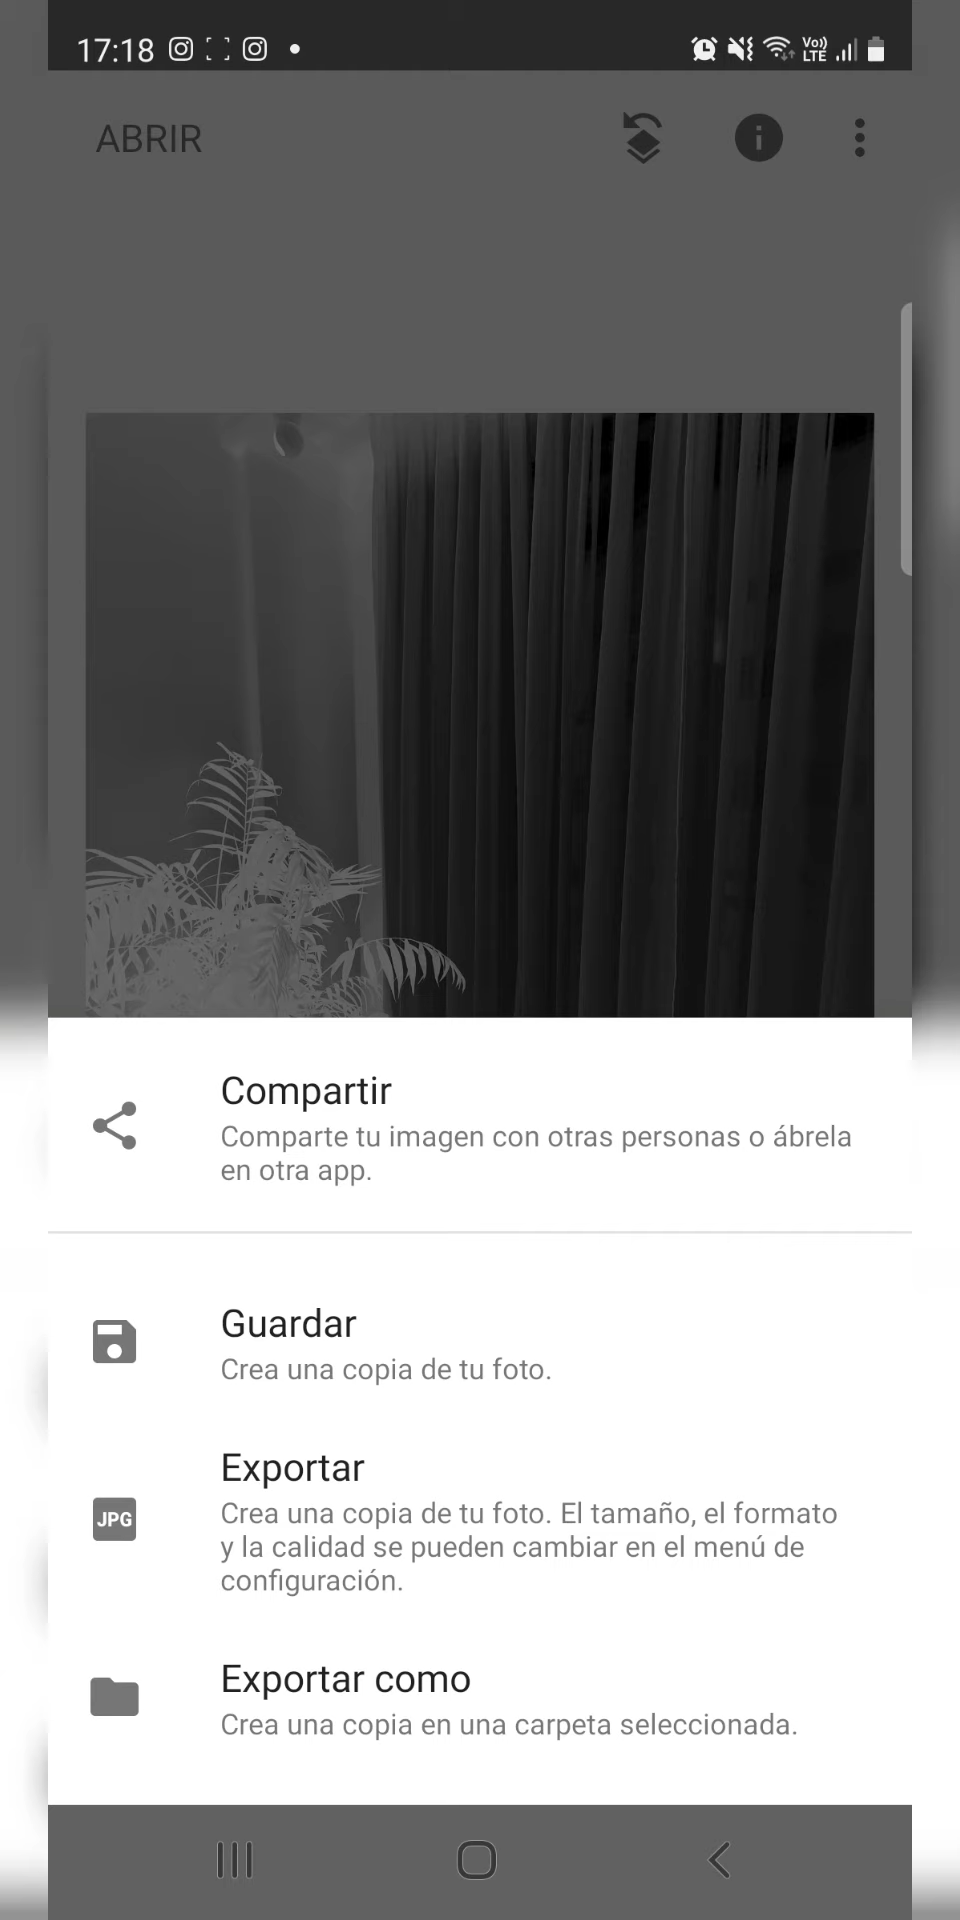 17:18
Vo))
LTE
ABRIR
Compartir
Comparte tu imagen con otras personas o ábrela
en otra app.
Guardar
Crea una copia de tu foto.
JPG
Exportar
Crea una copia de tu foto. El tamaño, el formato
y la calidad se pueden cambiar en el menú de
configuración.
Exportar como
Crea una copia en una carpeta seleccionada.